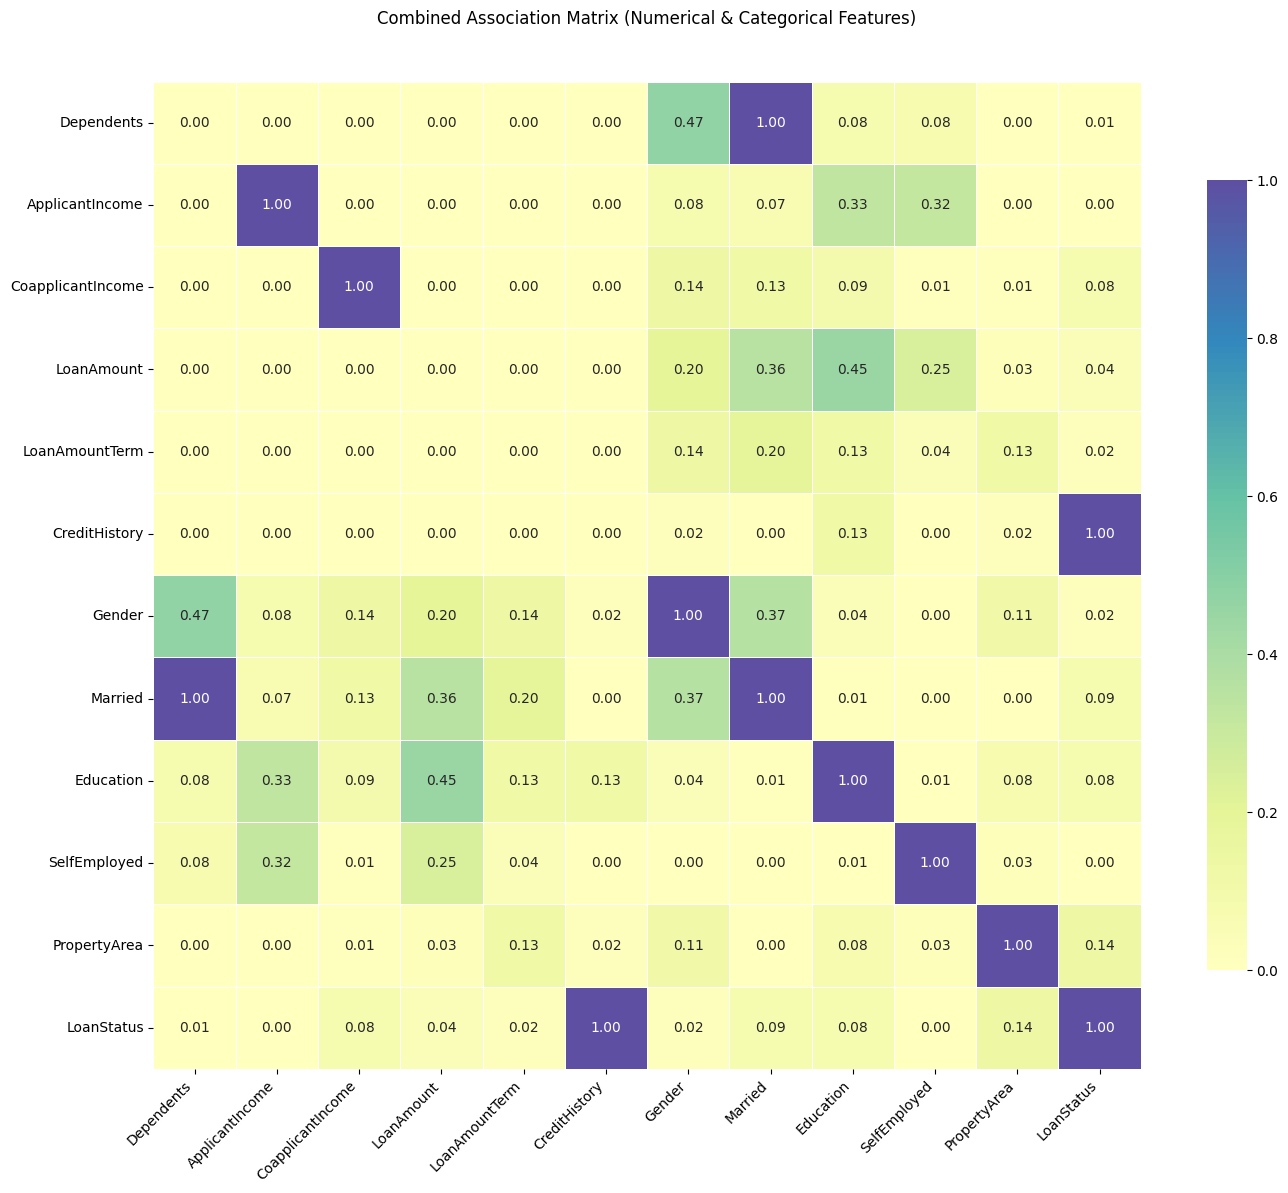 Combined Association Matrix (Numerical & Categorical Features)
Dependents 0.00 0.00 0.00 0.00 0.00 0.00 0.47 1.00 0.08 0.08 0.00 0.01
ApplicantIncome 0.00 1.00 0.00 0.00 0.00 0.00 0.08 0.07 0.33 0.32 0.00 0.00
CoapplicantIncome 0.00 0.00 1.00 0.00 0.00 0.00 0.14 0.13 0.09 0.01 0.01 0.08
LoanAmount 0.00 0.00 0.00 0.00 0.00 0.00 0.20 0.36 0.45 0.25 0.03 0.04
LoanAmountTerm 0.00 0.00 0.00 0.00 0.00 0.00 0.14 0.20 0.13 0.04 0.13 0.02
CreditHistory 0.00 0.00 0.00 0.00 0.00 0.00 0.02 0.00 0.13 0.00 0.02 1.00
Gender 0.47 0.08 0.14 0.20 0.14 0.02 1.00 0.37 0.04 0.00 0.11 0.02
Married 1.00 0.07 0.13 0.36 0.20 0.00 0.37 1.00 0.01 0.00 0.00 0.09
Education 0.08 0.33 0.09 0.45 0.13 0.13 0.04 0.01 1.00 0.01 0.08 0.08
SelfEmployed 0.08 0.32 0.01 0.25 0.04 0.00 0.00 0.00 0.01 1.00 0.03 0.00
PropertyArea 0.00 0.00 0.01 0.03 0.13 0.02 0.11 0.00 0.08 0.03 1.00 0.14
LoanStatus 0.01 0.00 0.08 0.04 0.02 1.00 0.02 0.09 0.08 0.00 0.14 1.00
Dependents ApplicantIncome CoapplicantIncome LoanAmount LoanAmountTerm CreditHistory Gender Married Education SelfEmployed PropertyArea LoanStatus
1.0
0.8
0.6
0.4
0.2
0.0